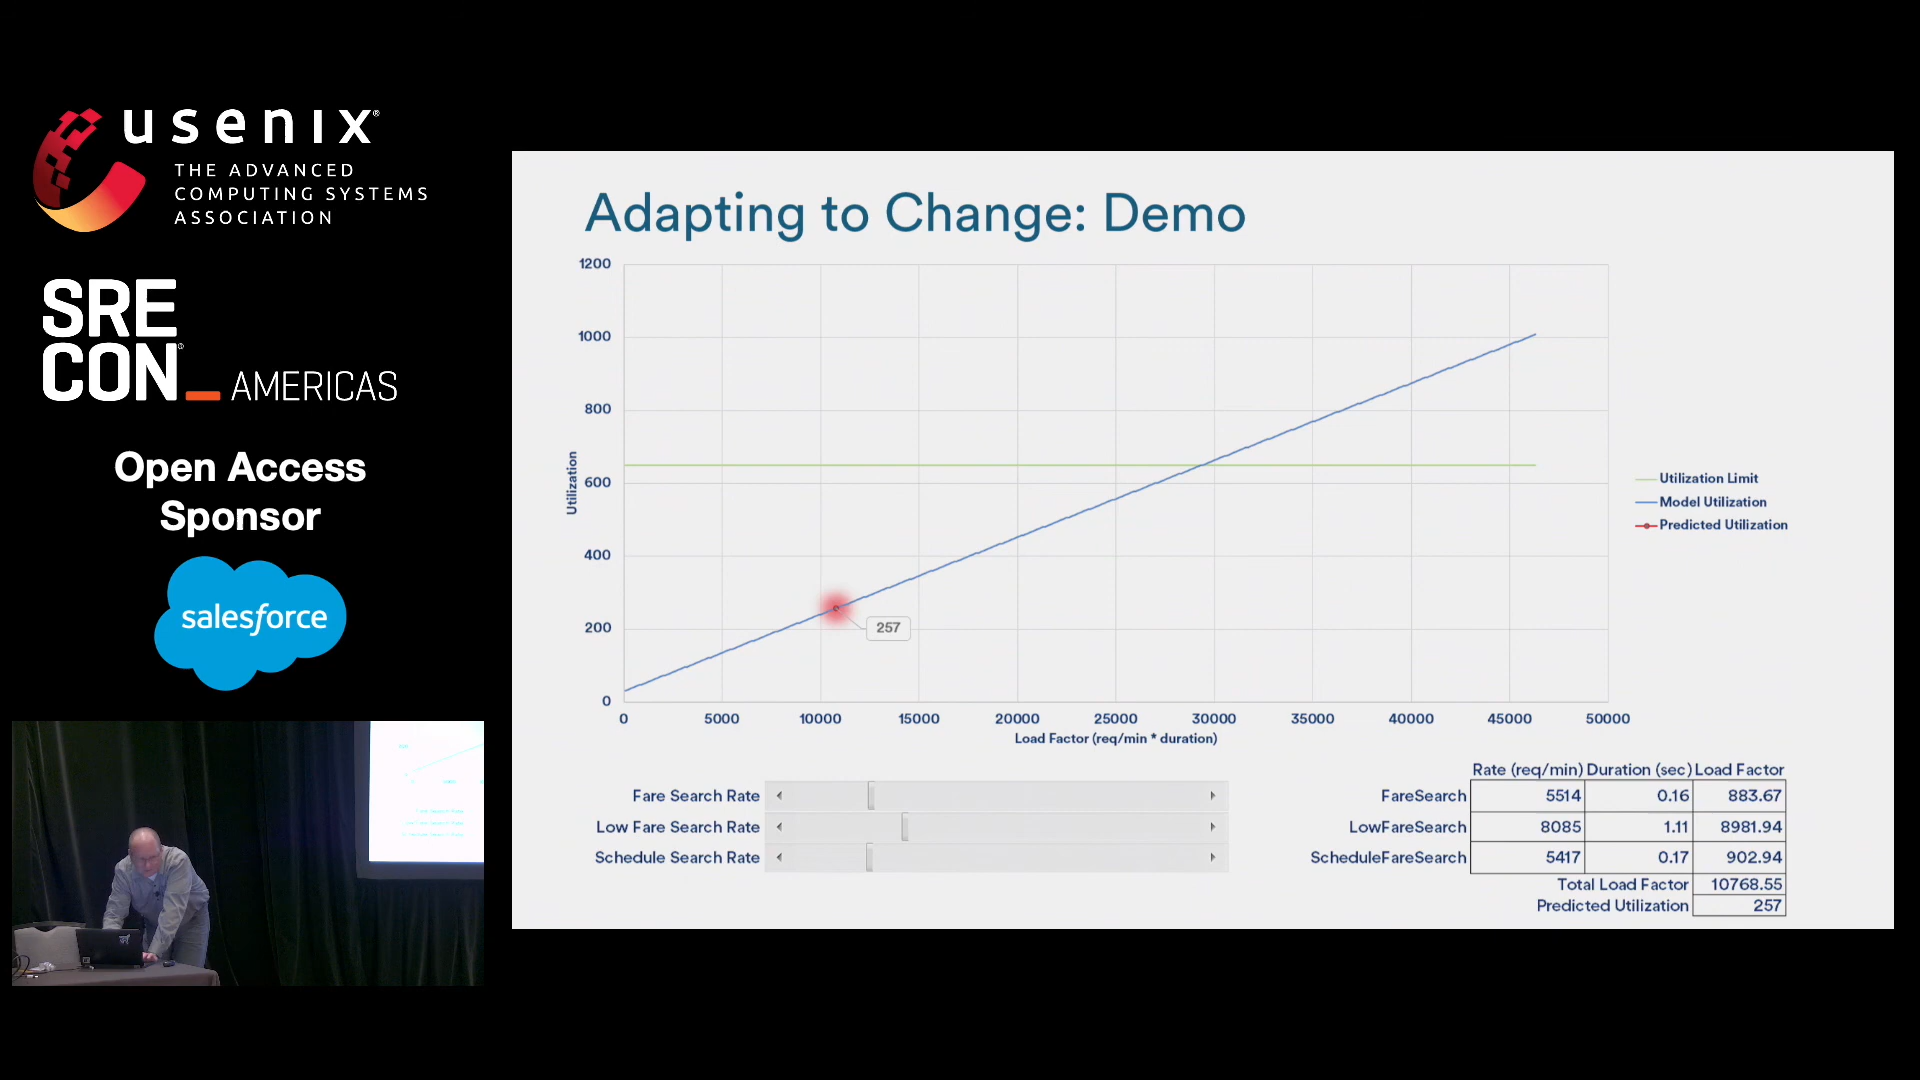 usenix®
THE ADVANCED
COMPUTING SYSTEMS
ASSOCIATION
SRE
CON®_AMERICAS
Open Access
Sponsor
salesforce
Adapting to Change: Demo
1200
1000
800
600
400
200
0
Utilization
257
0 5000 10000 15000 20000 25000 30000 35000 40000 45000 50000
Load Factor (req/min * duration)
Utilization Limit
Model Utilization
Predicted Utilization
Fare Search Rate
Low Fare Search Rate
Schedule Search Rate
Rate (req/min) Duration (sec) Load Factor
FareSearch 5514 0.16 883.67
LowFareSearch 8085 1.11 8981.94
ScheduleFareSearch 5417 0.17 902.94
Total Load Factor 10768.55
Predicted Utilization 257